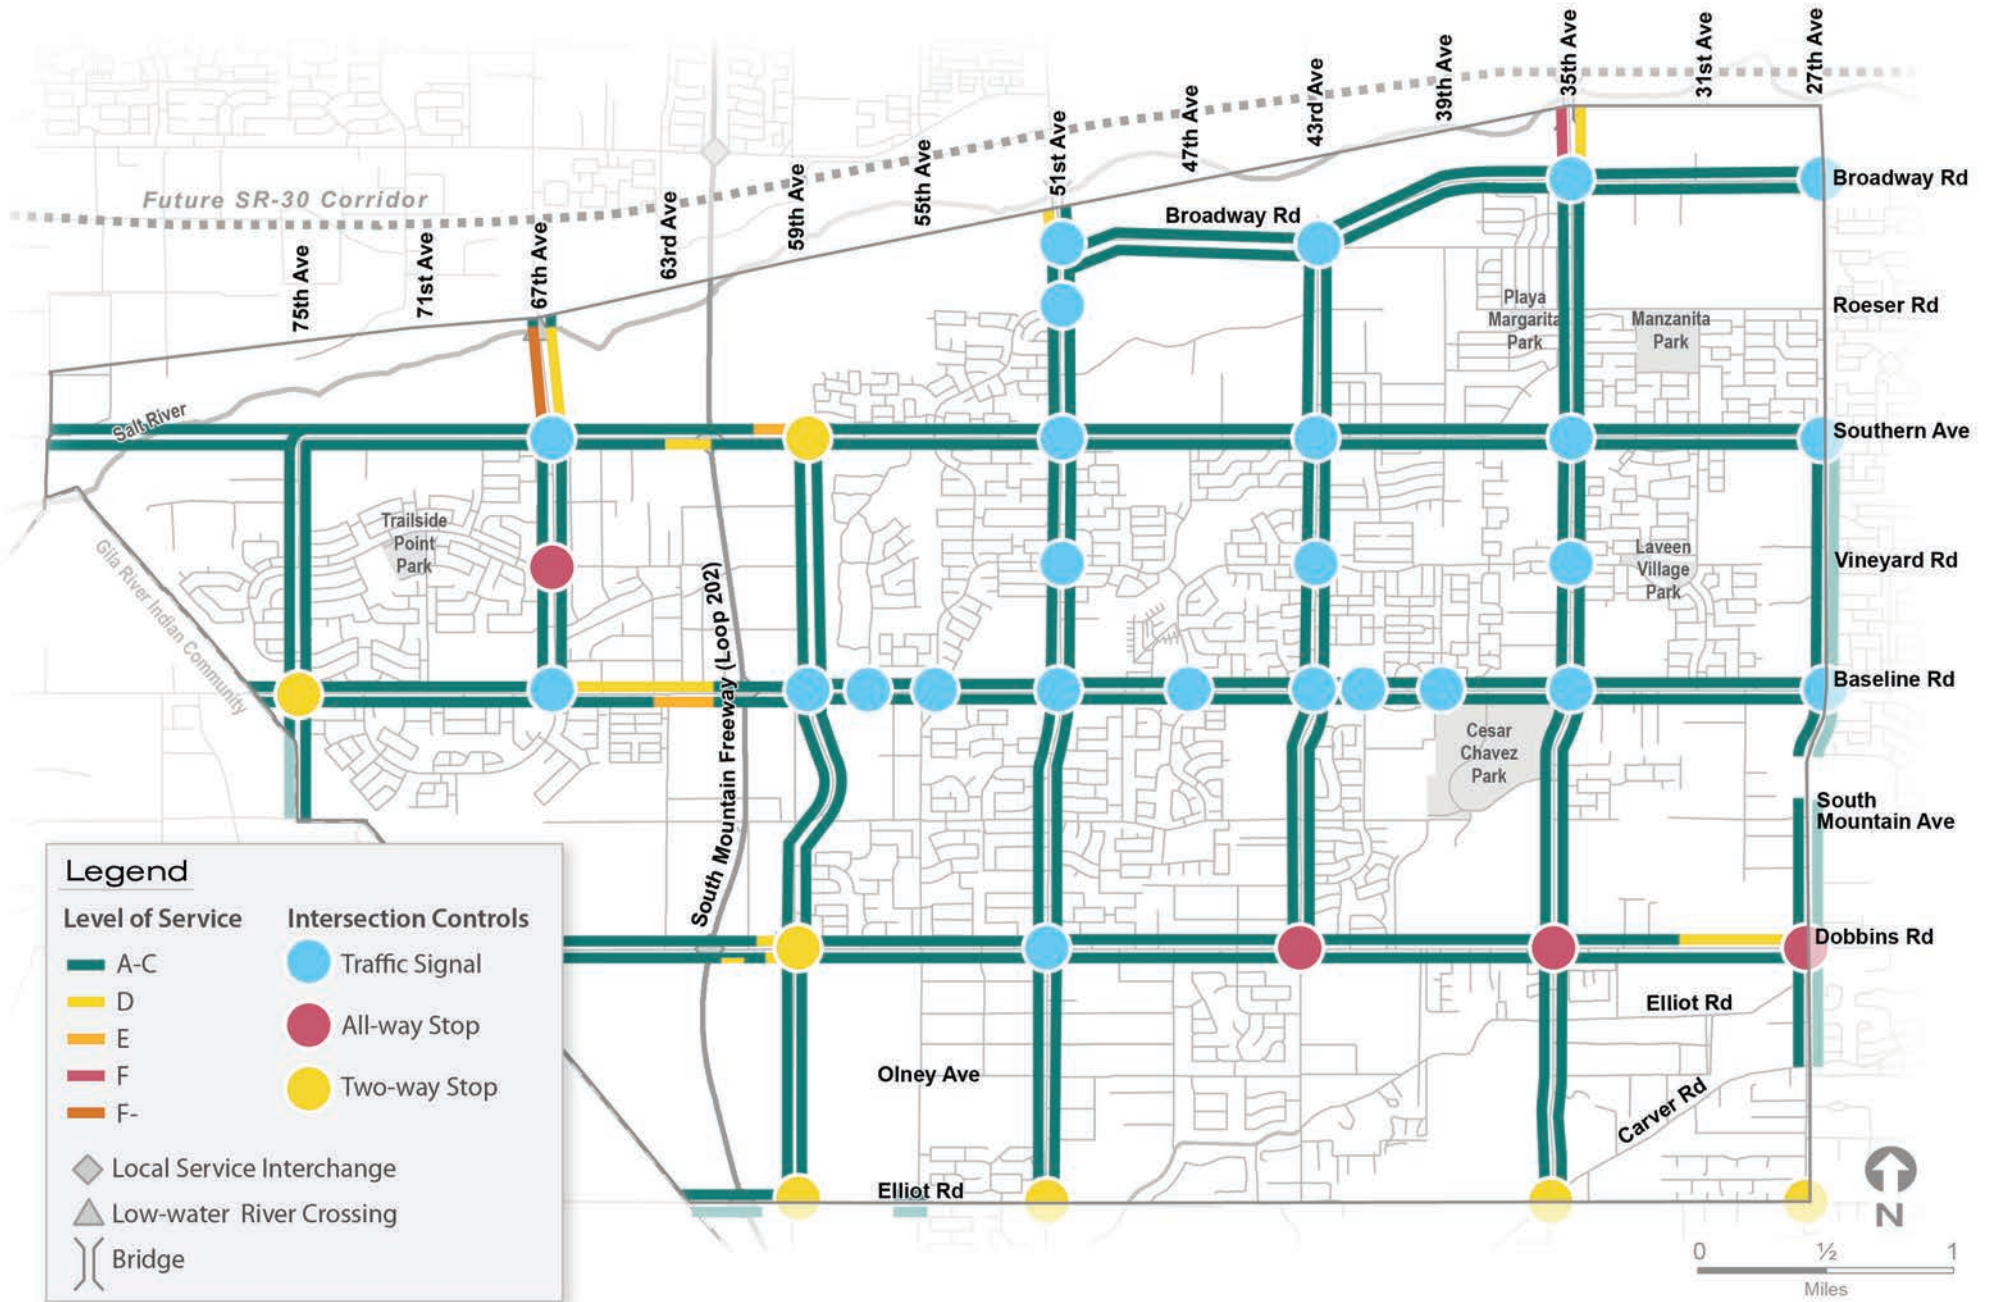 75th Ave
71st Ave
67th Ave
63rd Ave
59th Ave
55th Ave
51st Ave
47th Ave
43rd Ave
39th Ave
35th Ave
31st Ave
27th Ave
Future SR-30 Corridor
Broadway Rd
Broadway Rd
Roeser Rd
Playa
Margarita
Park
Manzanita
Park
Salt River
Southern Ave
Trailside
Point
Park
Gila River Indian Community
South Mountain Freeway (Loop 202)
Laveen
Village
Park
Vineyard Rd
Baseline Rd
Cesar
Chavez
Park
South
Mountain Ave
Dobbins Rd
Elliot Rd
Olney Ave
Carver Rd
Elliot Rd
Legend
Level of Service
A-C
D
E
F
F-
Intersection Controls
Traffic Signal
All-way Stop
Two-way Stop
Local Service Interchange
Low-water River Crossing
Bridge
N
0 ½ 1
Miles